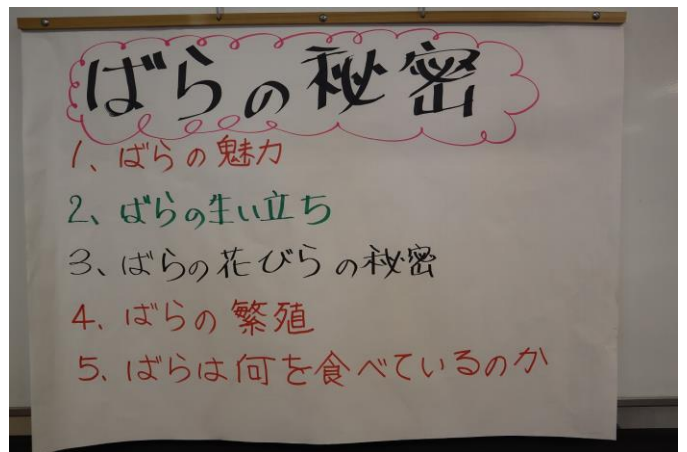 ばらの秘密
1、ばらの魅力
2、ばらの生い立ち
3、ばらの花びらの秘密
4、ばらの繁殖
5、ばらは何を食べているのか